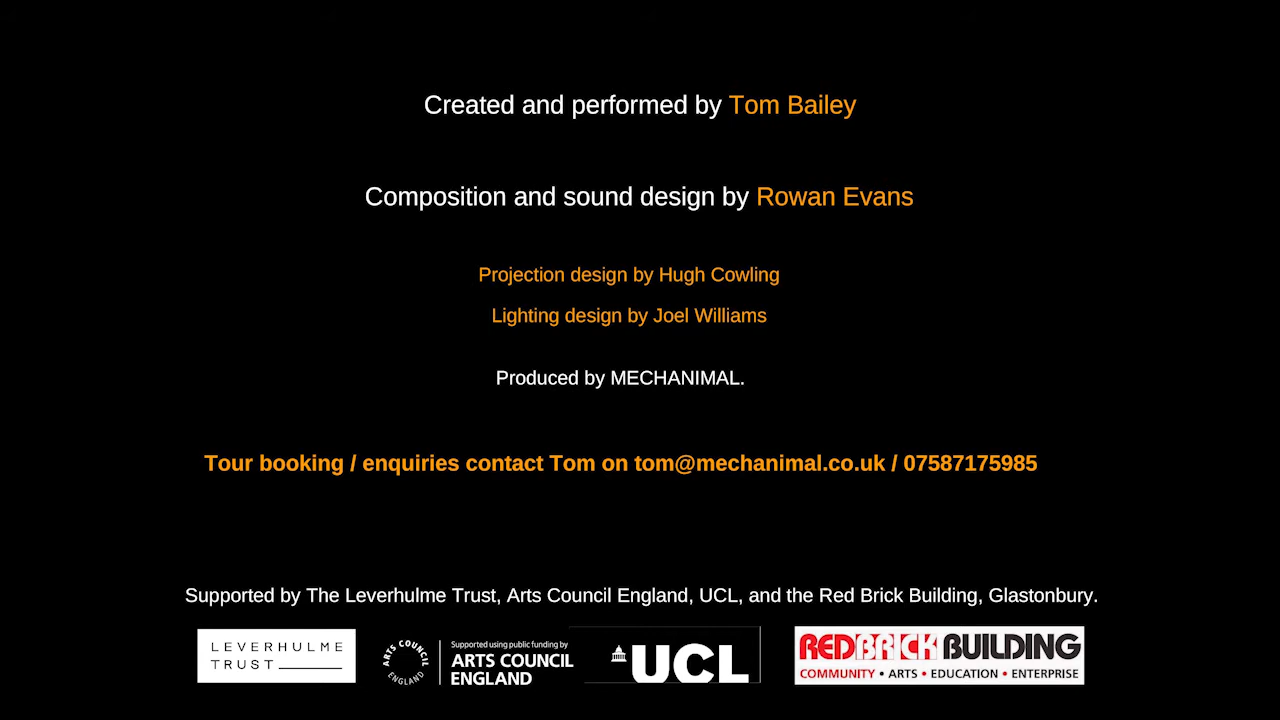 Created and performed by Tom Bailey
Composition and sound design by Rowan Evans
Projection design by Hugh Cowling
Lighting design by Joel Williams
Produced by MECHANIMAL.
Tour booking / enquiries contact Tom on tom@mechanimal.co.uk / 07587175985
Supported by The Leverhulme Trust, Arts Council England, UCL, and the Red Brick Building, Glastonbury.
LEVERHULME
TRUST
ARTS COUNCIL
ENGLAND
Supported using public funding by
ARTS COUNCIL
ENGLAND
UCL
REDBRICK BUILDING
COMMUNITY • ARTS • EDUCATION • ENTERPRISE